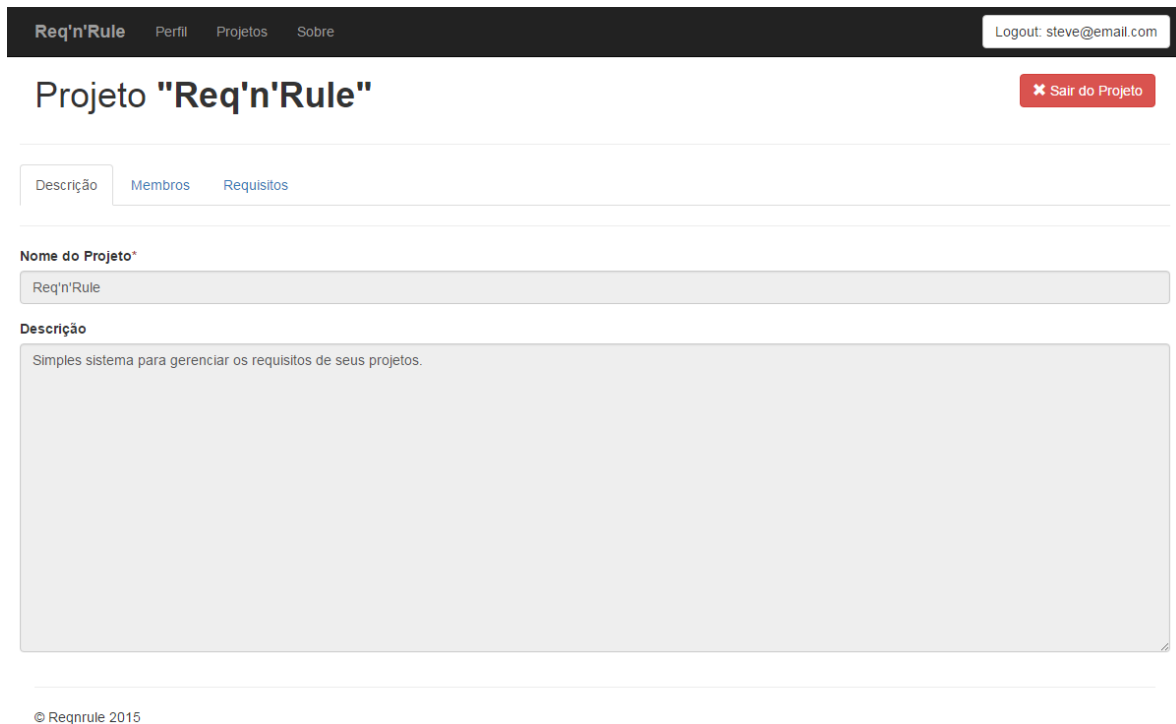 Req'n'Rule Perfil Projetos Sobre Logout: steve@email.com
Projeto "Req'n'Rule" Sair do Projeto
Descrição Membros Requisitos
Nome do Projeto*
Req'n'Rule
Descrição
Simples sistema para gerenciar os requisitos de seus projetos.
© Reqnrule 2015